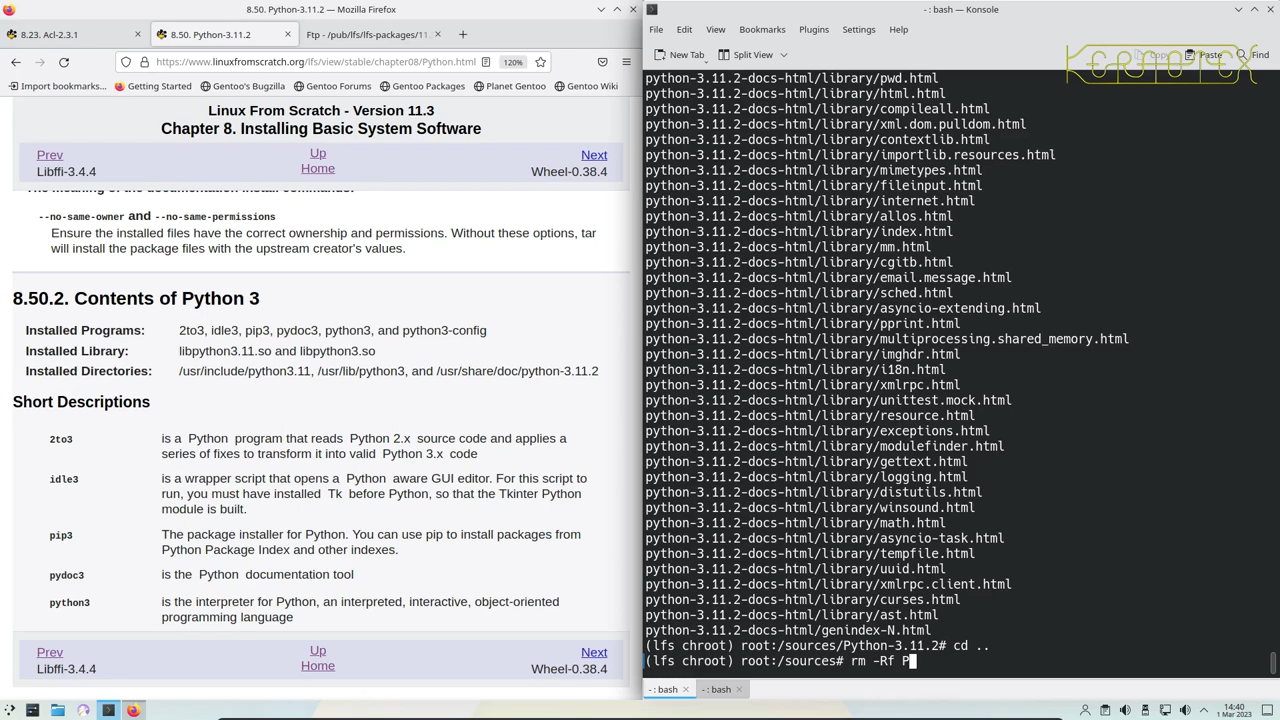 8.50. Python-3.11.2 — Mozilla Firefox
8.23. Acl-2.3.1
8.50. Python-3.11.2
Ftp - /pub/lfs/lfs-packages/11.
https://www.linuxfromscratch.org/lfs/view/stable/chapter08/Python.html
120%
Import bookmarks...
Getting Started
Gentoo's Bugzilla
Gentoo Forums
Gentoo Packages
Planet Gentoo
Gentoo Wiki
Linux From Scratch - Version 11.3
Chapter 8. Installing Basic System Software
Prev
Up
Next
Libffi-3.4.4
Home
Wheel-0.38.4
The meaning of the documentation install commands:
--no-same-owner and --no-same-permissions
Ensure the installed files have the correct ownership and permissions. Without these options, tar
will install the package files with the upstream creator's values.
8.50.2. Contents of Python 3
Installed Programs: 2to3, idle3, pip3, pydoc3, python3, and python3-config
Installed Library: libpython3.11.so and libpython3.so
Installed Directories: /usr/include/python3.11, /usr/lib/python3, and /usr/share/doc/python-3.11.2
Short Descriptions
2to3 is a Python program that reads Python 2.x source code and applies a
series of fixes to transform it into valid Python 3.x code
idle3 is a wrapper script that opens a Python aware GUI editor. For this script to
run, you must have installed Tk before Python, so that the Tkinter Python
module is built.
pip3 The package installer for Python. You can use pip to install packages from
Python Package Index and other indexes.
pydoc3 is the Python documentation tool
python3 is the interpreter for Python, an interpreted, interactive, object-oriented
programming language
Prev
Up
Next
Libffi-3.4.4
Home
Wheel-0.38.4
- : bash — Konsole
File Edit View Bookmarks Plugins Settings Help
New Tab
Split View
Copy
Paste
Find
KERNOTEX
python-3.11.2-docs-html/library/pwd.html
python-3.11.2-docs-html/library/html.html
python-3.11.2-docs-html/library/compileall.html
python-3.11.2-docs-html/library/xml.dom.pulldom.html
python-3.11.2-docs-html/library/contextlib.html
python-3.11.2-docs-html/library/importlib.resources.html
python-3.11.2-docs-html/library/mimetypes.html
python-3.11.2-docs-html/library/fileinput.html
python-3.11.2-docs-html/library/internet.html
python-3.11.2-docs-html/library/allos.html
python-3.11.2-docs-html/library/index.html
python-3.11.2-docs-html/library/mm.html
python-3.11.2-docs-html/library/cgitb.html
python-3.11.2-docs-html/library/email.message.html
python-3.11.2-docs-html/library/sched.html
python-3.11.2-docs-html/library/asyncio-extending.html
python-3.11.2-docs-html/library/pprint.html
python-3.11.2-docs-html/library/multiprocessing.shared_memory.html
python-3.11.2-docs-html/library/imghdr.html
python-3.11.2-docs-html/library/i18n.html
python-3.11.2-docs-html/library/xmlrpc.html
python-3.11.2-docs-html/library/unittest.mock.html
python-3.11.2-docs-html/library/resource.html
python-3.11.2-docs-html/library/exceptions.html
python-3.11.2-docs-html/library/modulefinder.html
python-3.11.2-docs-html/library/gettext.html
python-3.11.2-docs-html/library/logging.html
python-3.11.2-docs-html/library/distutils.html
python-3.11.2-docs-html/library/winsound.html
python-3.11.2-docs-html/library/math.html
python-3.11.2-docs-html/library/asyncio-task.html
python-3.11.2-docs-html/library/tempfile.html
python-3.11.2-docs-html/library/uuid.html
python-3.11.2-docs-html/library/xmlrpc.client.html
python-3.11.2-docs-html/library/curses.html
python-3.11.2-docs-html/library/ast.html
python-3.11.2-docs-html/genindex-N.html
(lfs chroot) root:/sources/Python-3.11.2# cd ..
(lfs chroot) root:/sources# rm -Rf P
- : bash
- : bash
14:40
1 Mar 2023